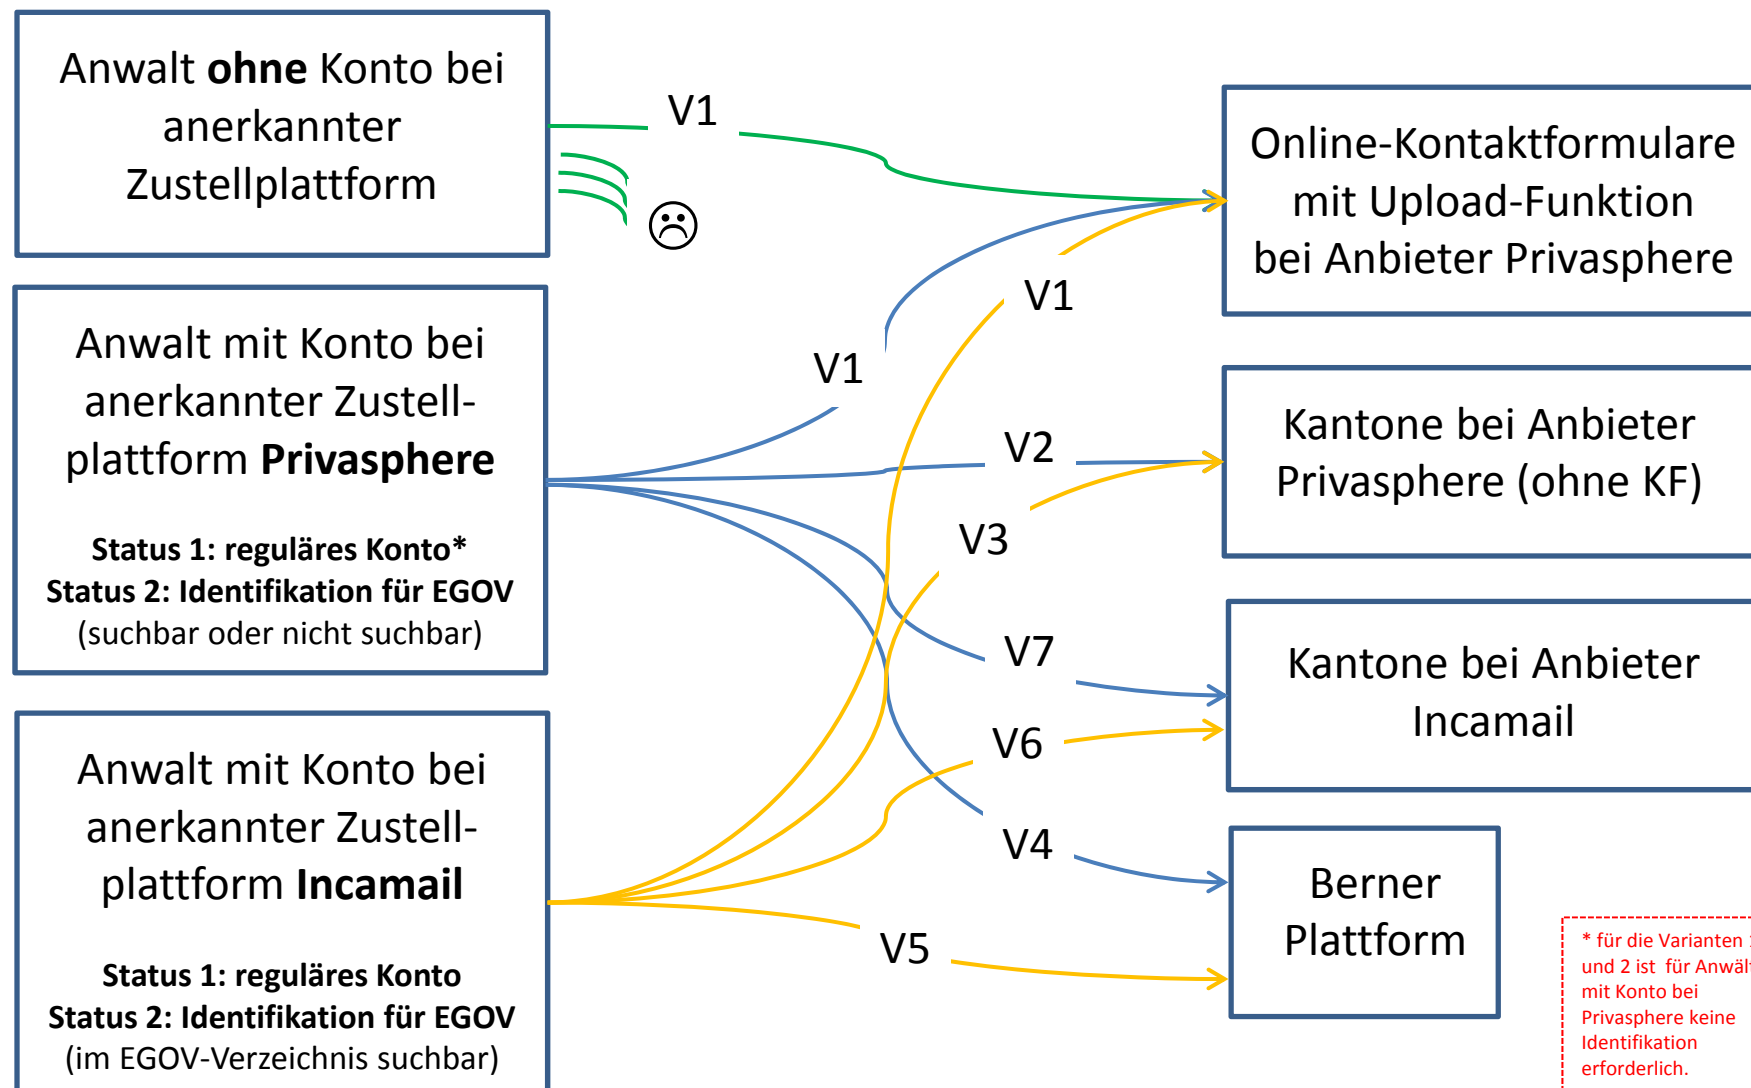 Anwalt ohne Konto bei
anerkannter
Zustellplattform
Anwalt mit Konto bei
anerkannter Zustell-
plattform Privasphere
Status 1: reguläres Konto*
Status 2: Identifikation für EGOV
(suchbar oder nicht suchbar)
Anwalt mit Konto bei
anerkannter Zustell-
plattform Incamail
Status 1: reguläres Konto
Status 2: Identifikation für EGOV
(im EGOV-Verzeichnis suchbar)
V1
V1
V1
V2
V3
V7
V6
V4
V5
Online-Kontaktformulare
mit Upload-Funktion
bei Anbieter Privasphere
Kantone bei Anbieter
Privasphere (ohne KF)
Kantone bei Anbieter
Incamail
Berner
Plattform
* für die Varianten
und 2 ist für
mit Konto bei
Privasphere keine
Identifikation
erforderlich.